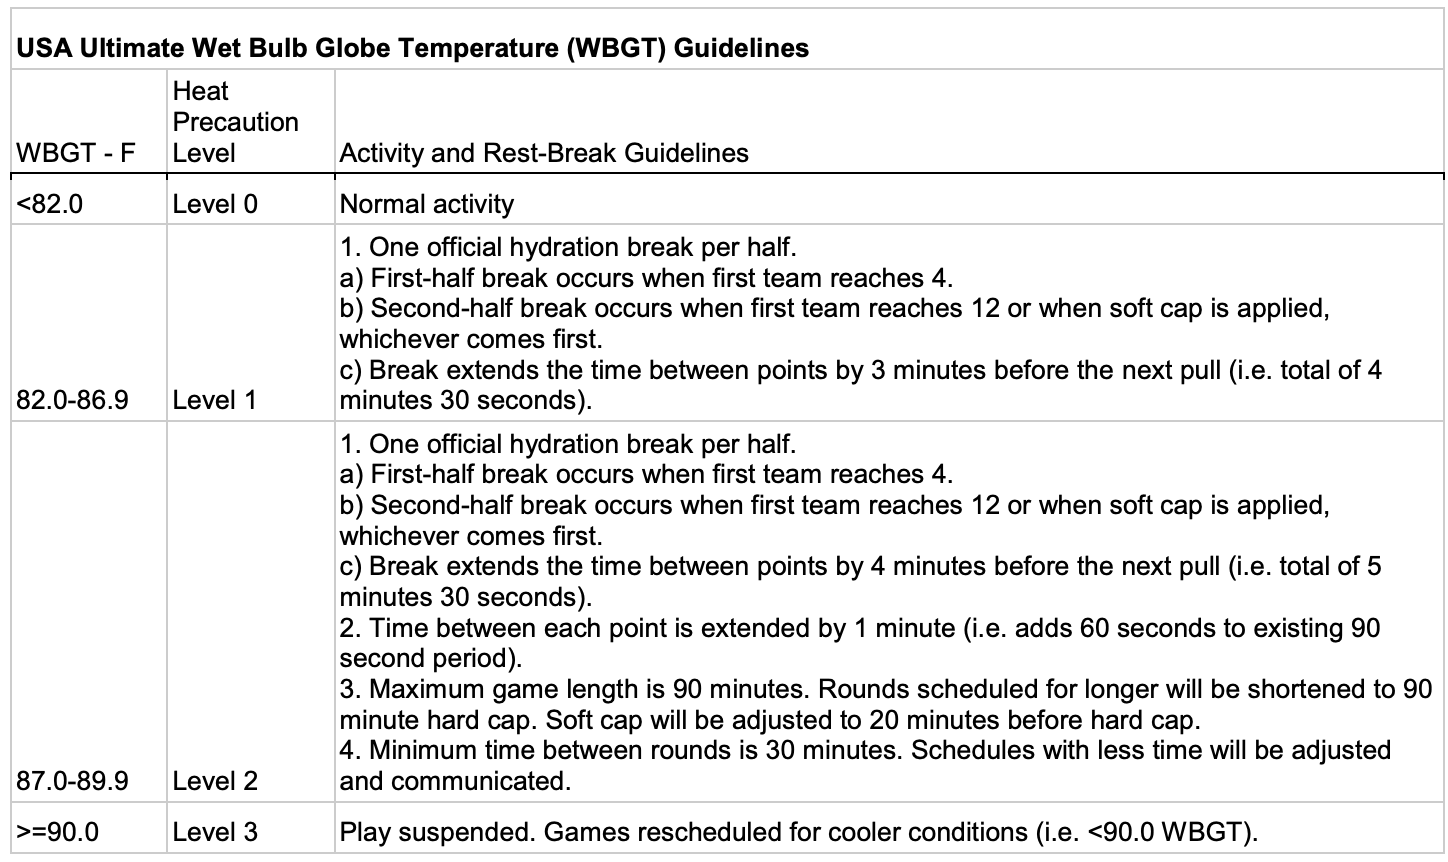 USA Ultimate Wet Bulb Globe Temperature (WBGT) Guidelines
WBGT - F
Heat
Precaution
Level
Activity and Rest-Break Guidelines
<82.0
Level 0
Normal activity
82.0-86.9
Level 1
1. One official hydration break per half.
a) First-half break occurs when first team reaches 4.
b) Second-half break occurs when first team reaches 12 or when soft cap is applied,
whichever comes first.
c) Break extends the time between points by 3 minutes before the next pull (i.e. total of 4
minutes 30 seconds).
87.0-89.9
Level 2
1. One official hydration break per half.
a) First-half break occurs when first team reaches 4.
b) Second-half break occurs when first team reaches 12 or when soft cap is applied,
whichever comes first.
c) Break extends the time between points by 4 minutes before the next pull (i.e. total of 5
minutes 30 seconds).
2. Time between each point is extended by 1 minute (i.e. adds 60 seconds to existing 90
second period).
3. Maximum game length is 90 minutes. Rounds scheduled for longer will be shortened to 90
minute hard cap. Soft cap will be adjusted to 20 minutes before hard cap.
4. Minimum time between rounds is 30 minutes. Schedules with less time will be adjusted
and communicated.
>=90.0
Level 3
Play suspended. Games rescheduled for cooler conditions (i.e. <90.0 WBGT).